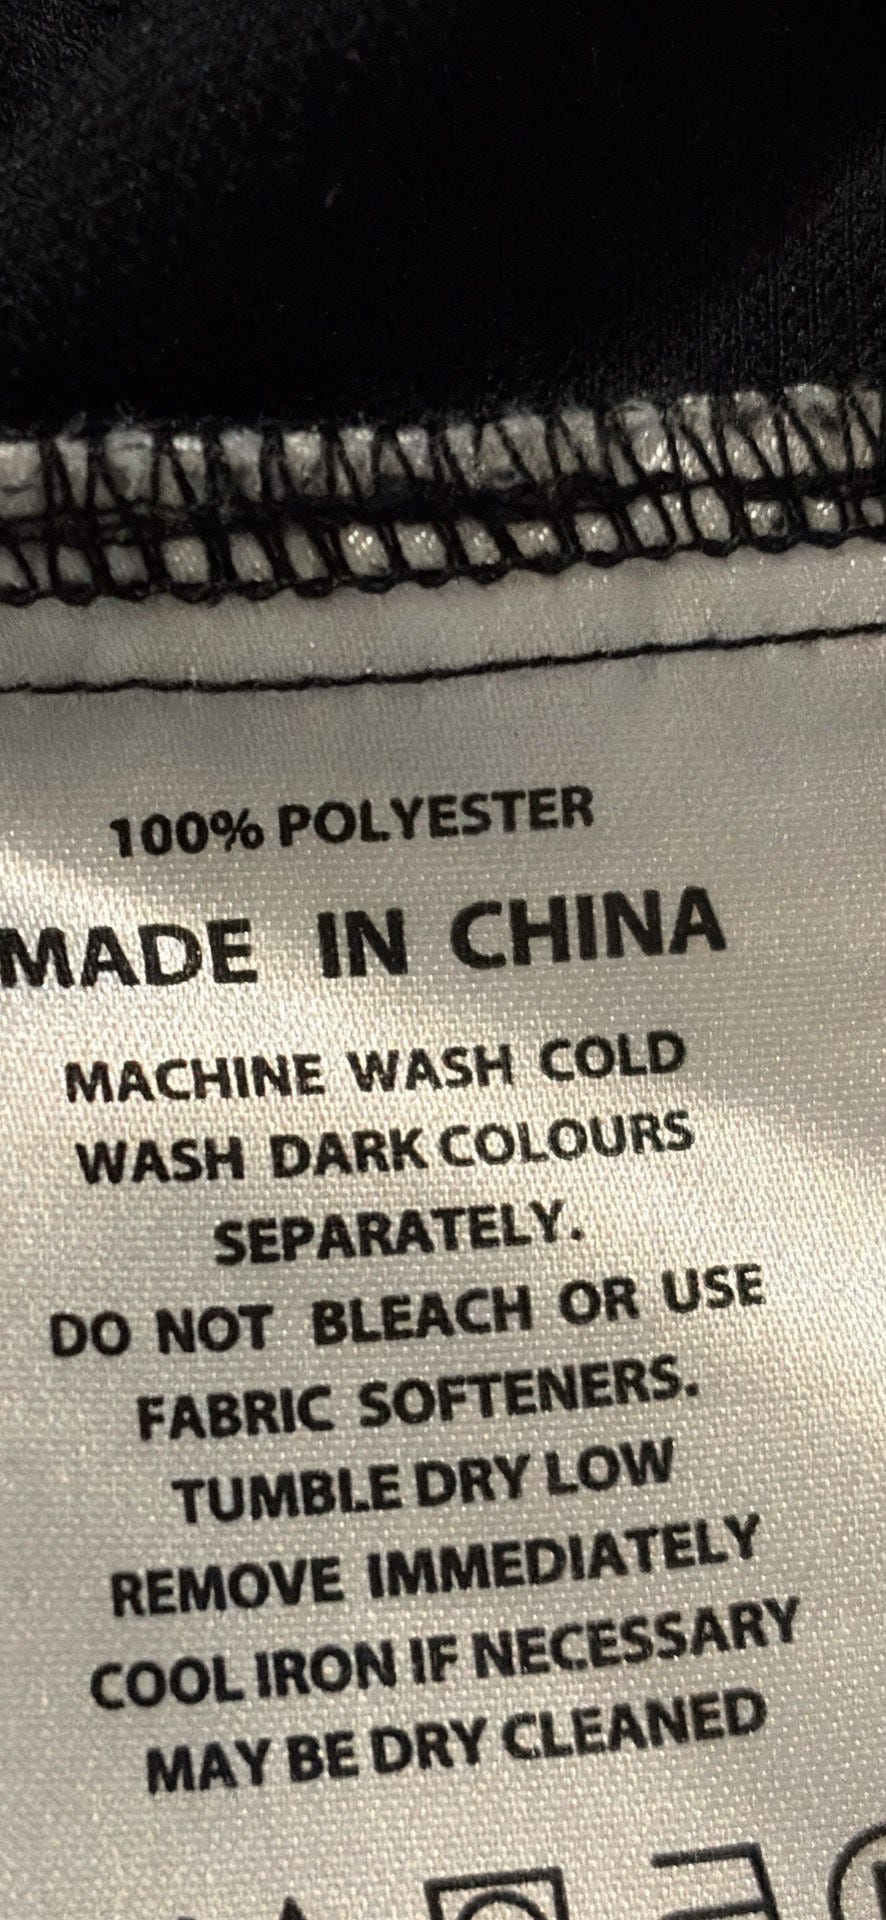 100% POLYESTER
MADE IN CHINA
MACHINE WASH COLD
WASH DARK COLOURS
SEPARATELY.
DO NOT BLEACH OR USE
FABRIC SOFTENERS.
TUMBLE DRY LOW
REMOVE IMMEDIATELY
COOL IRON IF NECESSARY
MAY BE DRY CLEANED